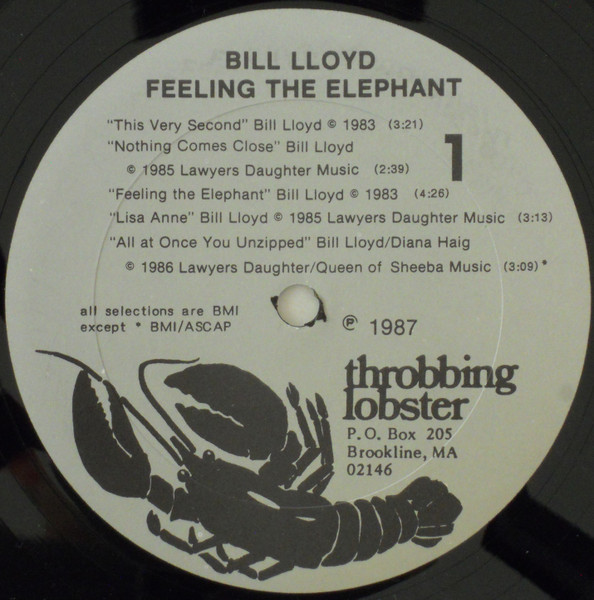 BILL LLOYD
FEELING THE ELEPHANT
"This Very Second" Bill Lloyd © 1983 (3:21)
"Nothing Comes Close" Bill Lloyd
© 1985 Lawyers Daughter Music (2:39)
1
"Feeling the Elephant" Bill Lloyd © 1983 (4:26)
"Lisa Anne" Bill Lloyd © 1985 Lawyers Daughter Music (3:13)
"All at Once You Unzipped" Bill Lloyd/Diana Haig
© 1986 Lawyers Daughter/Queen of Sheeba Music (3:09)*
all selections are BMI
except * BMI/ASCAP
℗ 1987
throbbing
lobster
P.O. Box 205
Brookline, MA
02146